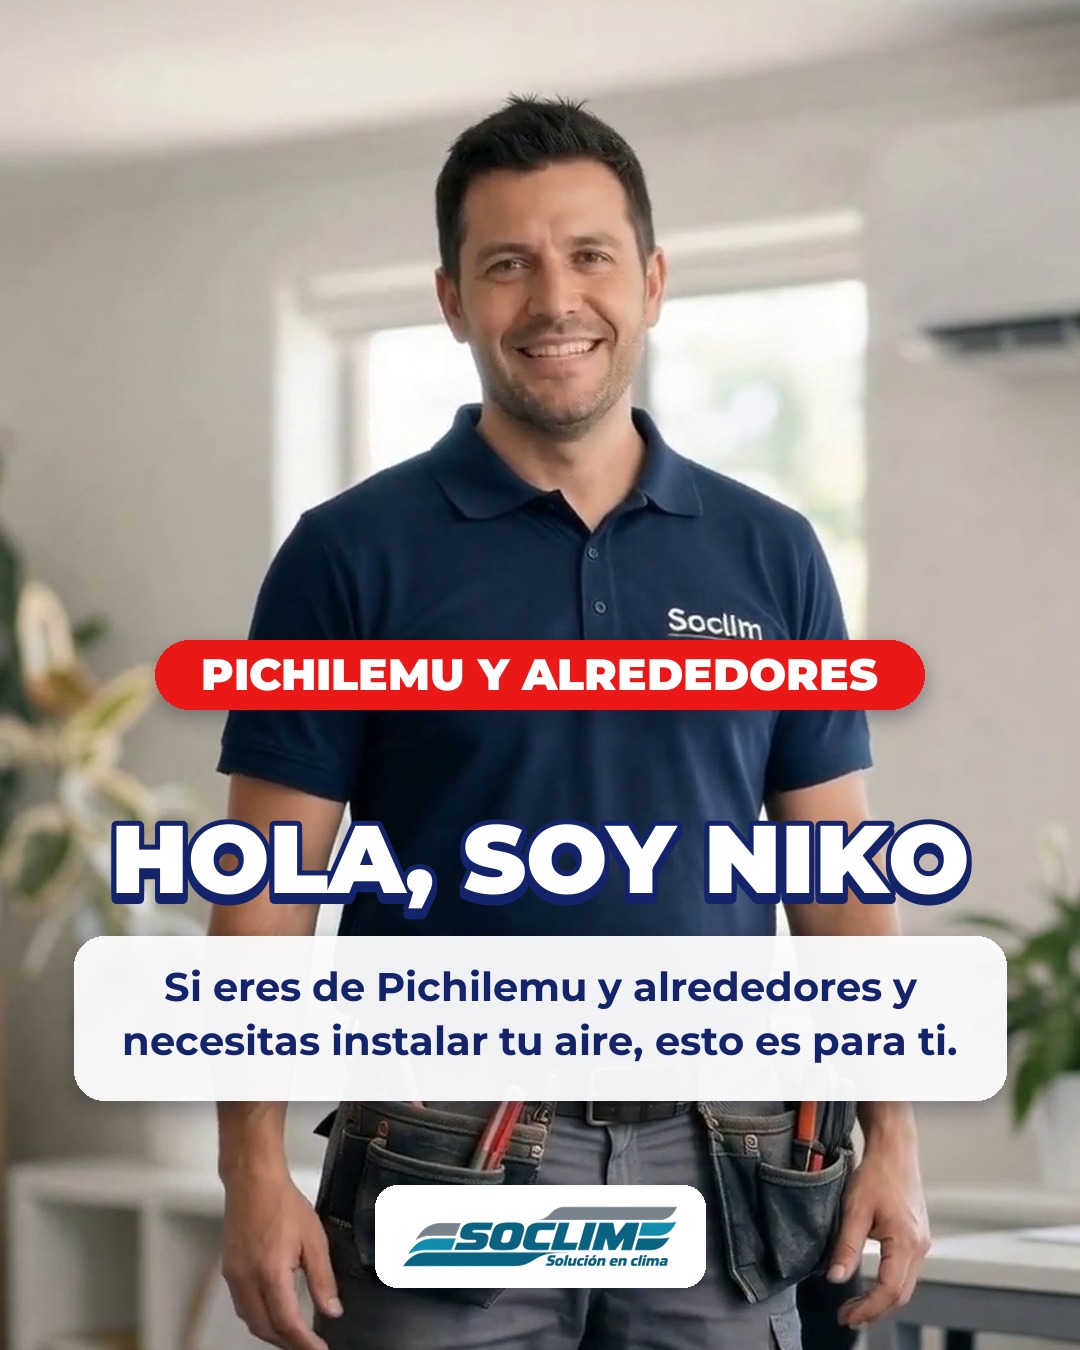 Soclim
PICHILEMU Y ALREDEDORES
HOLA, SOY NIKO
Si eres de Pichilemu y alrededores y
necesitas instalar tu aire, esto es para ti.
SOCLIM
Solución en clima